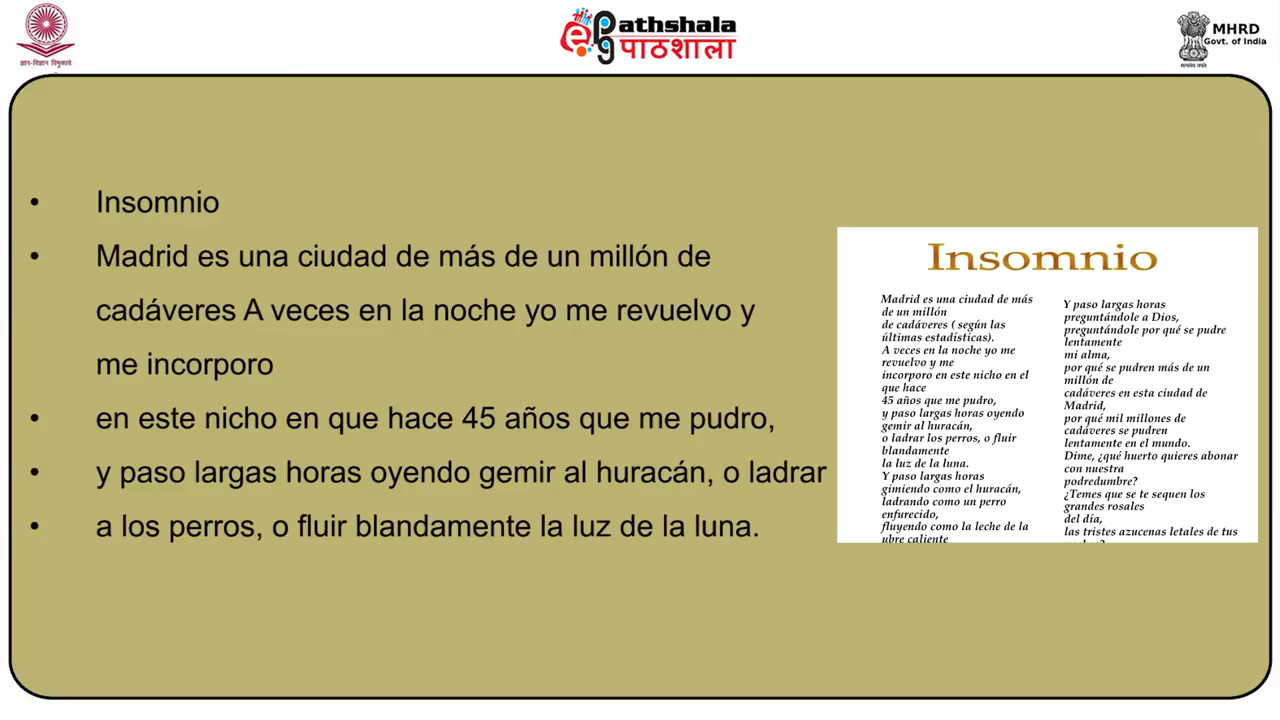 ज्ञान-विज्ञान विमुक्तये
ePathshala
पाठशाला
MHRD
Govt. of India
सत्यमेव जयते
• Insomnio
• Madrid es una ciudad de más de un millón de
cadáveres A veces en la noche yo me revuelvo y
me incorporo
• en este nicho en que hace 45 años que me pudro,
• y paso largas horas oyendo gemir al huracán, o ladrar
• a los perros, o fluir blandamente la luz de la luna.
Insomnio
Madrid es una ciudad de más
de un millón
de cadáveres ( según las
últimas estadísticas).
A veces en la noche yo me
revuelvo y me
incorporo en este nicho en el
que hace
45 años que me pudro,
y paso largas horas oyendo
gemir al huracán,
o ladrar los perros, o fluir
blandamente
la luz de la luna.
Y paso largas horas
gimiendo como el huracán,
ladrando como un perro
enfurecido,
fluyendo como la leche de la
ubre caliente
Y paso largas horas
preguntándole a Dios,
preguntándole por qué se pudre
lentamente
mi alma,
por qué se pudren más de un
millón de
cadáveres en esta ciudad de
Madrid,
por qué mil millones de
cadáveres se pudren
lentamente en el mundo.
Dime, ¿qué huerto quieres abonar
con nuestra
podredumbre?
¿Temes que se te sequen los
grandes rosales
del día,
las tristes azucenas letales de tus